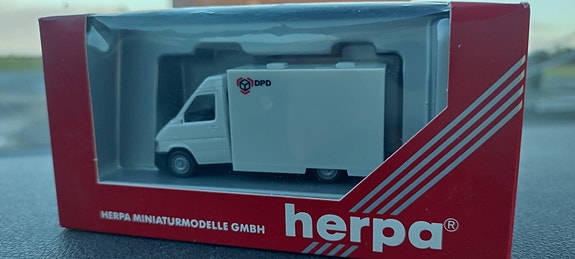 DPD
HERPA MINIATURMODELLE GMBH
herpa®